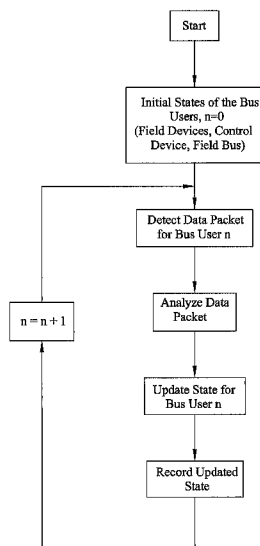 Start
Initial States of the Bus
Users, n=0
(Field Devices, Control
Device, Field Bus)
Detect Data Packet
for Bus User n
Analyze Data
Packet
n = n + 1
Update State for
Bus User n
Record Updated
State